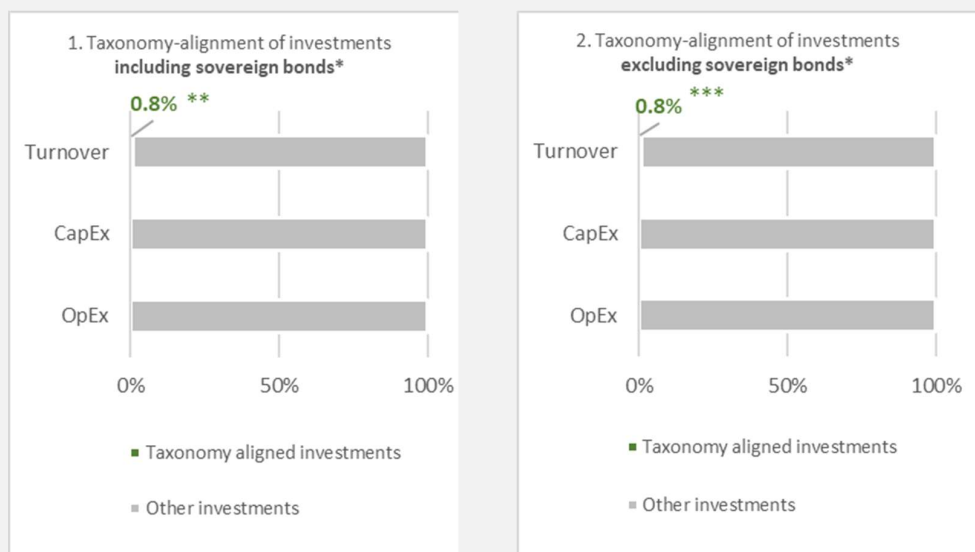 1. Taxonomy-alignment of investments
including sovereign bonds*
0.8% **
Turnover
CapEx
OpEx
0% 50% 100%
Taxonomy aligned investments
Other investments
2. Taxonomy-alignment of investments
excluding sovereign bonds*
0.8% ***
Turnover
CapEx
OpEx
0% 50% 100%
Taxonomy aligned investments
Other investments